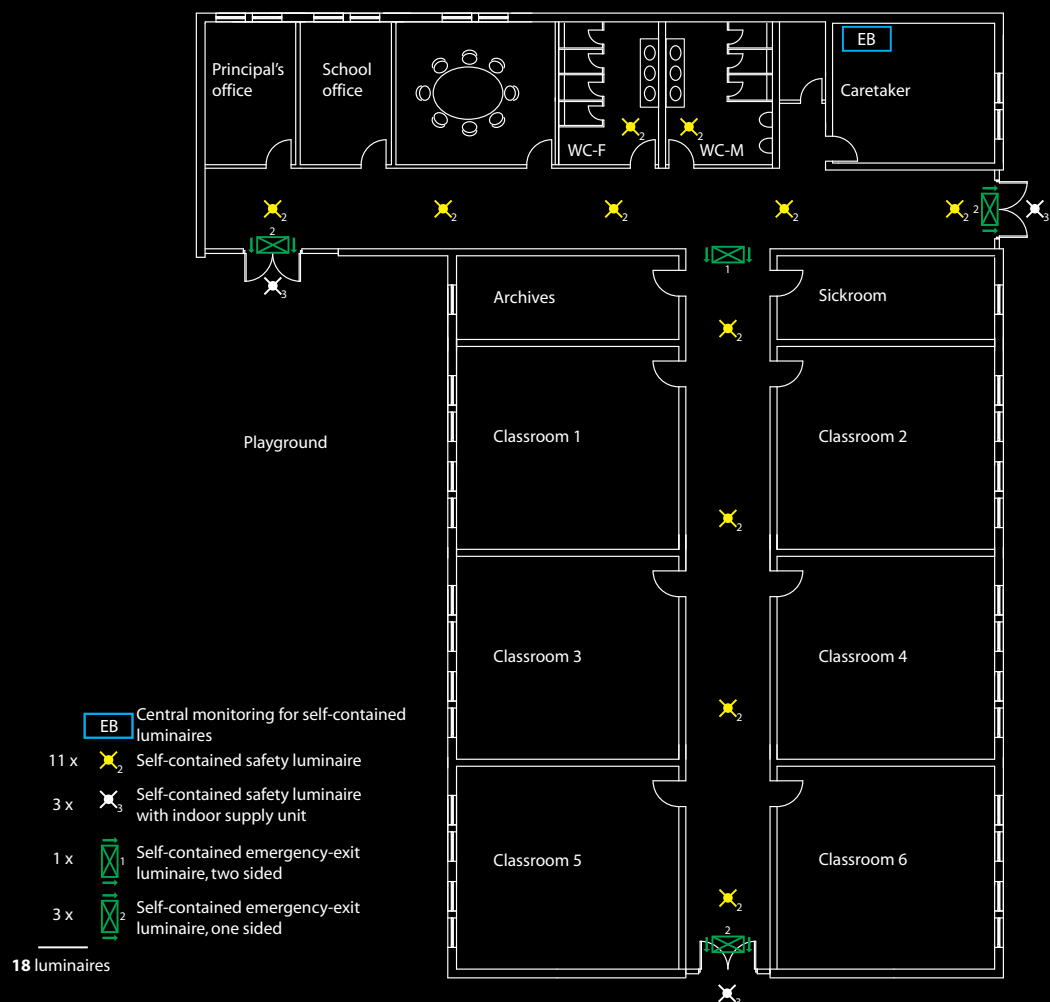 EB
Principal's
office
School
office
Caretaker
WC-F
2
2
WC-M
2
2
2
2
2
2
3
2
1
3
Archives
Sickroom
2
Classroom 1
Classroom 2
Playground
2
Classroom 3
Classroom 4
2
EB Central monitoring for self-contained
luminaires
11 x 2 Self-contained safety luminaire
3 x 3 Self-contained safety luminaire
with indoor supply unit
1 x 1 Self-contained emergency-exit
luminaire, two sided
3 x 2 Self-contained emergency-exit
luminaire, one sided
18 luminaires
Classroom 5
Classroom 6
2
2
3